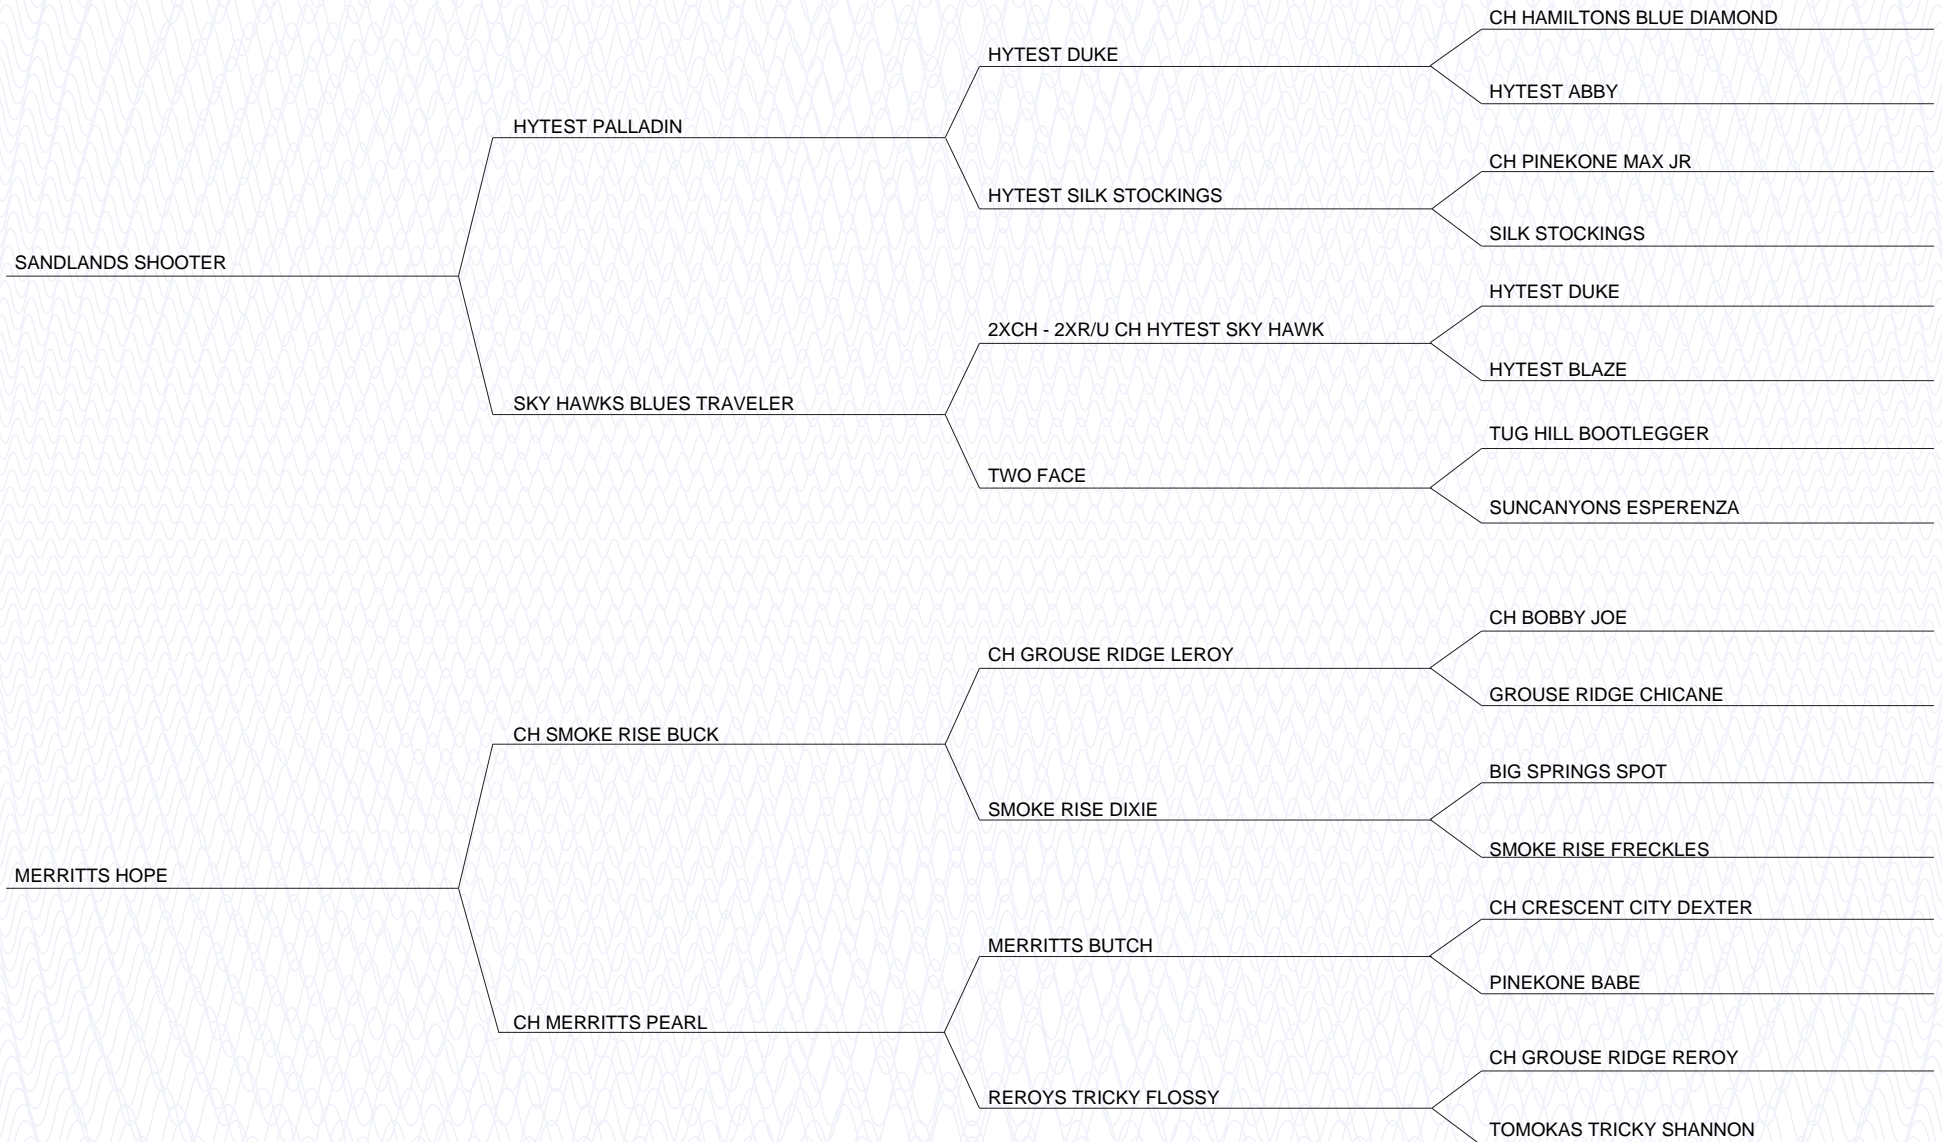 CH HAMILTONS BLUE DIAMOND
HYTEST DUKE
HYTEST ABBY
HYTEST PALLADIN
CH PINEKONE MAX JR
HYTEST SILK STOCKINGS
SILK STOCKINGS
SANDLANDS SHOOTER
HYTEST DUKE
2XCH - 2XR/U CH HYTEST SKY HAWK
HYTEST BLAZE
SKY HAWKS BLUES TRAVELER
TUG HILL BOOTLEGGER
TWO FACE
SUNCANYONS ESPERENZA
CH BOBBY JOE
CH GROUSE RIDGE LEROY
GROUSE RIDGE CHICANE
CH SMOKE RISE BUCK
BIG SPRINGS SPOT
SMOKE RISE DIXIE
SMOKE RISE FRECKLES
MERRITTS HOPE
CH CRESCENT CITY DEXTER
MERRITTS BUTCH
PINEKONE BABE
CH MERRITTS PEARL
CH GROUSE RIDGE REROY
REROYS TRICKY FLOSSY
TOMOKAS TRICKY SHANNON